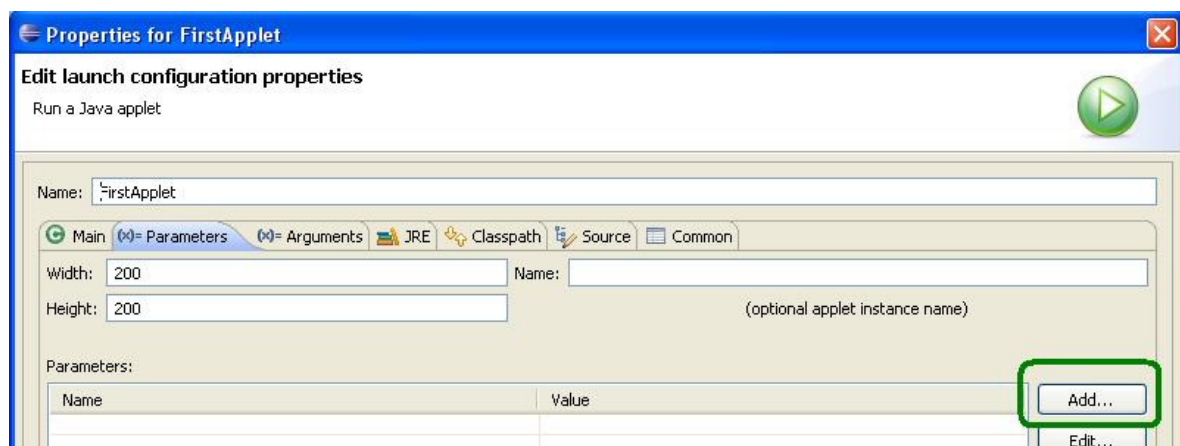 Properties for FirstApplet
Edit launch configuration properties
Run a Java applet
Name: FirstApplet
Main (x)= Parameters (x)= Arguments JRE Classpath Source Common
Width: 200 Name:
Height: 200 (optional applet instance name)
Parameters:
Name Value Add...
Edit...